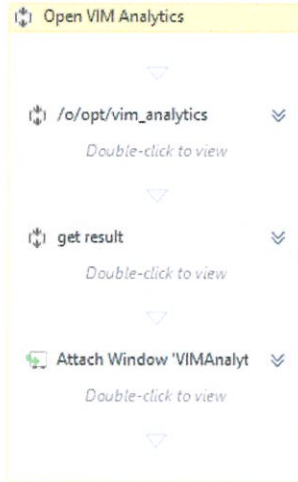 Open VIM Analytics
/o/opt/vim_analytics
Double-click to view
get result
Double-click to view
Attach Window 'VIMAnalyt
Double-click to view